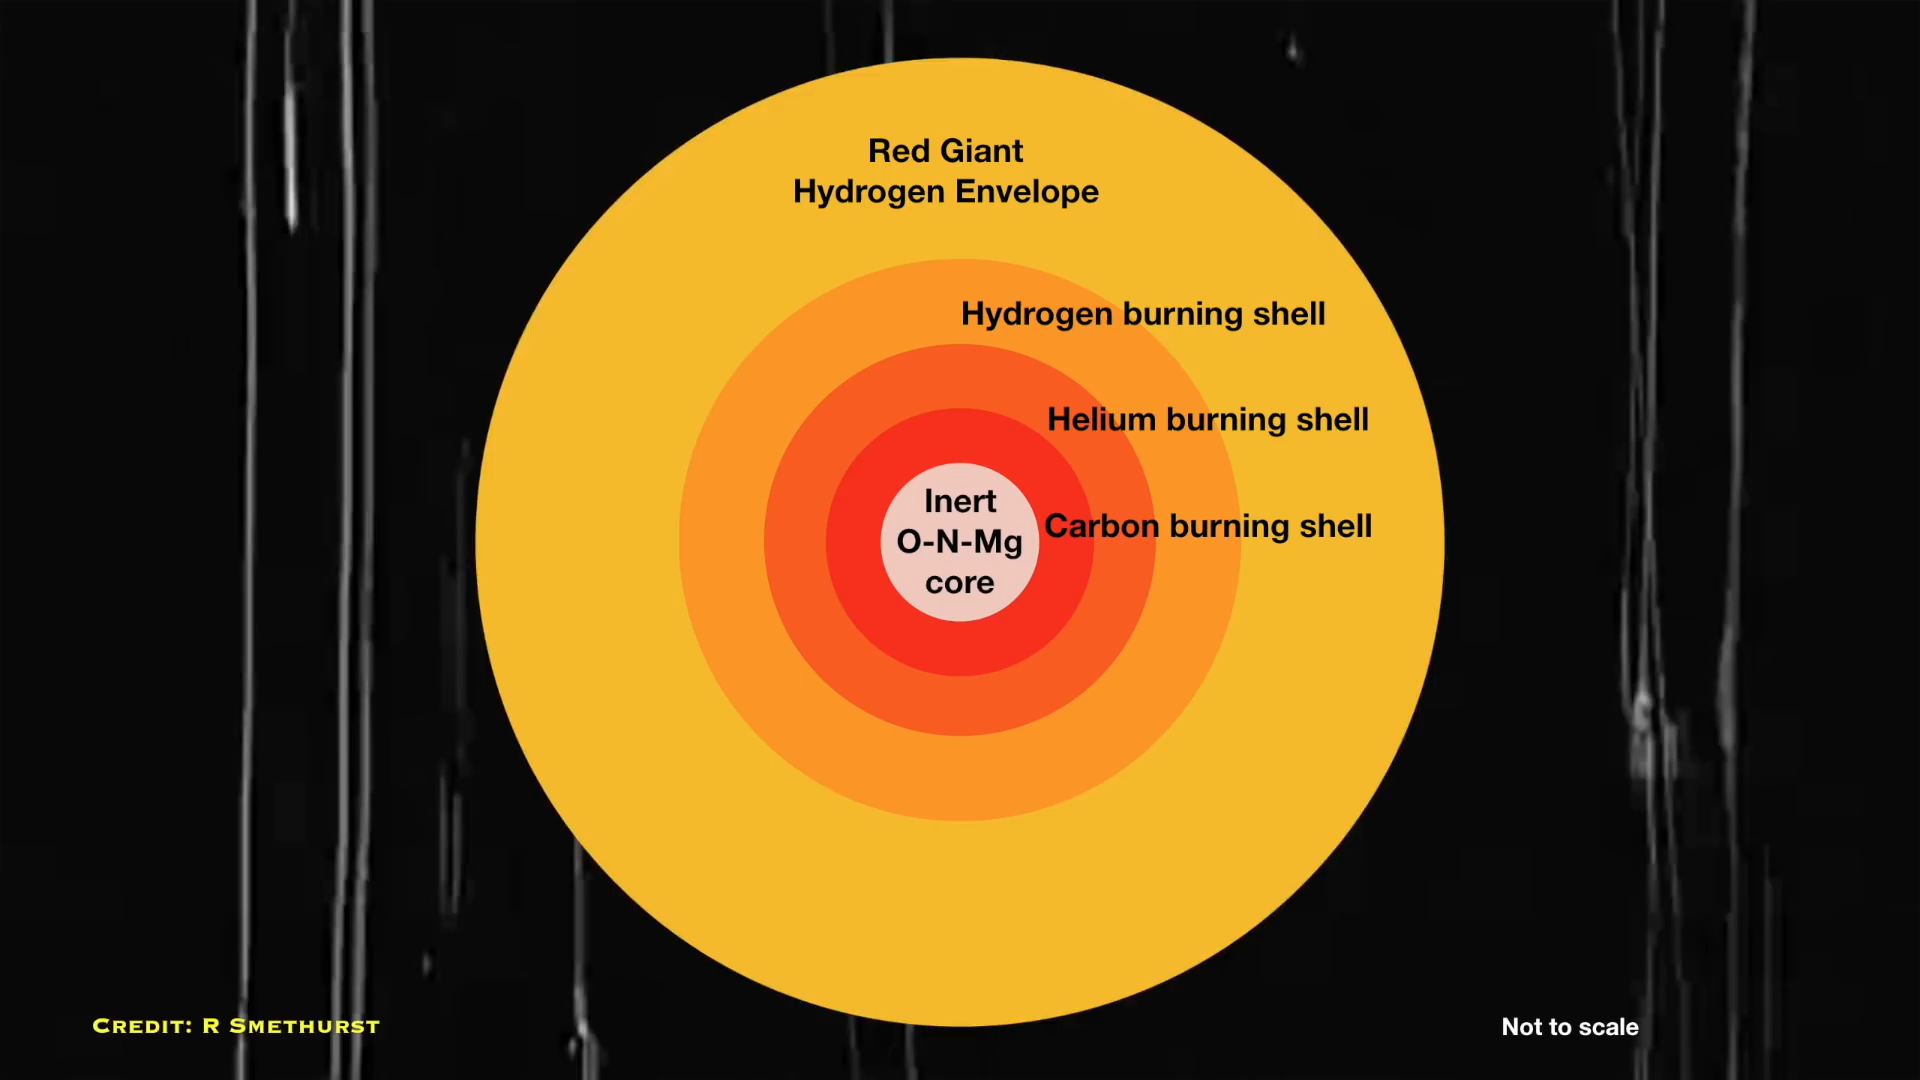 Red Giant
Hydrogen Envelope
Hydrogen burning shell
Helium burning shell
Inert
O-N-Mg
core
Carbon burning shell
Credit: R Smethurst
Not to scale